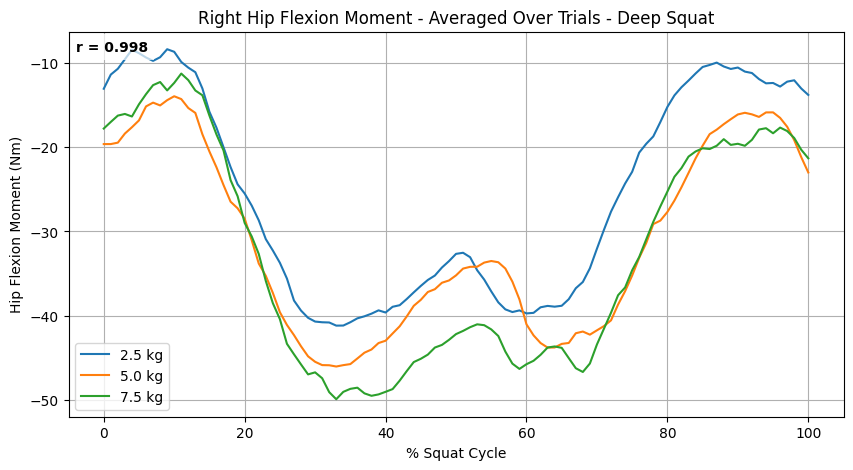 Right Hip Flexion Moment - Averaged Over Trials - Deep Squat
r = 0.998
Hip Flexion Moment (Nm)
−10
−20
−30
−40
−50
2.5 kg
5.0 kg
7.5 kg
0 20 40 60 80 100
% Squat Cycle